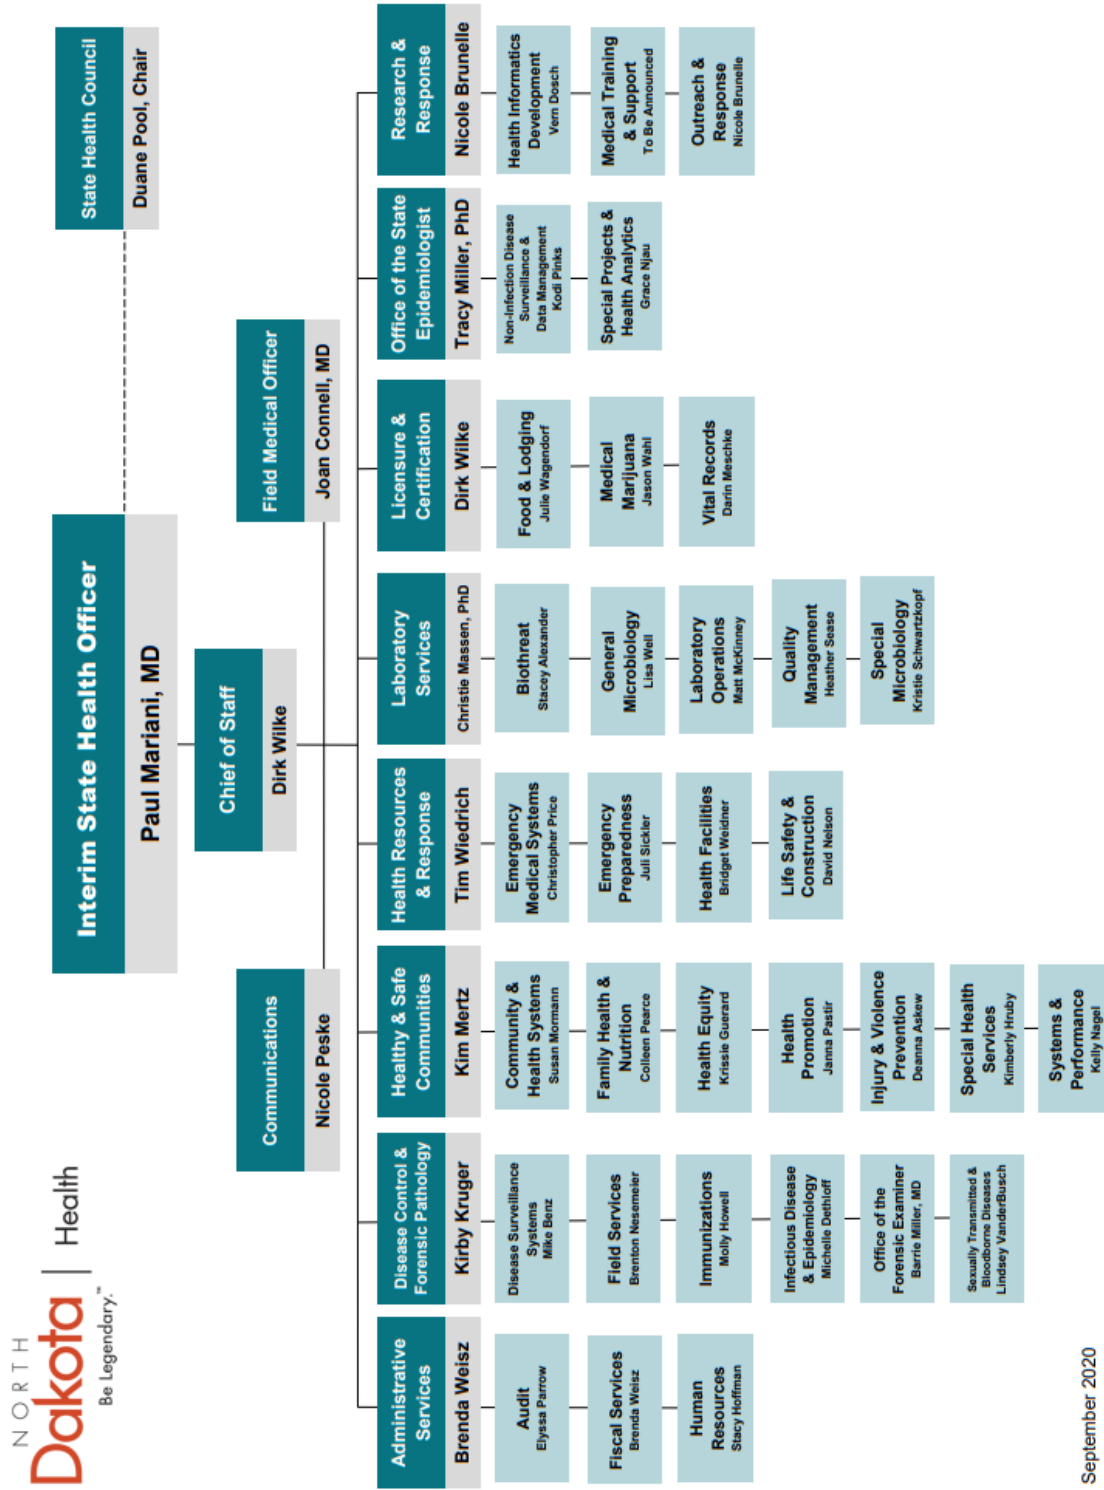 NORTH
Dakota | Health
Be Legendary.™
Interim State Health Officer
Paul Mariani, MD
State Health Council
Duane Pool, Chair
Chief of Staff
Dirk Wilke
Communications
Nicole Peske
Field Medical Officer
Joan Connell, MD
Administrative
Services
Brenda Weisz
Audit
Elyssa Parrow
Fiscal Services
Brenda Weisz
Human
Resources
Stacy Hoffman
Disease Control &
Forensic Pathology
Kirby Kruger
Disease Surveillance
Systems
Mike Benz
Field Services
Brenton Nesemeier
Immunizations
Molly Howell
Infectious Disease
& Epidemiology
Michelle Dethloff
Office of the
Forensic Examiner
Barrie Miller, MD
Sexually Transmitted &
Bloodborne Diseases
Lindsey VanderBusch
Healthy & Safe
Communities
Kim Mertz
Community &
Health Systems
Susan Mormann
Family Health &
Nutrition
Colleen Pearce
Health Equity
Krissie Guerard
Health
Promotion
Janna Pastir
Injury & Violence
Prevention
Deanna Askew
Special Health
Services
Kimberly Hruby
Systems &
Performance
Kelly Nagel
Health Resources
& Response
Tim Wiedrich
Emergency
Medical Systems
Christopher Price
Emergency
Preparedness
Juli Sickler
Health Facilities
Bridget Weidner
Life Safety &
Construction
David Nelson
Laboratory
Services
Christie Massen, PhD
Biothreat
Stacey Alexander
General
Microbiology
Lisa Well
Laboratory
Operations
Matt McKinney
Quality
Management
Heather Sease
Special
Microbiology
Kristie Schwartzkopf
Licensure &
Certification
Dirk Wilke
Food & Lodging
Julie Wagendorf
Medical
Marijuana
Jason Wahl
Vital Records
Darin Meschke
Office of the State
Epidemiologist
Tracy Miller, PhD
Non-Infection Disease
Surveillance &
Data Management
Kodi Pinks
Special Projects &
Health Analytics
Grace Njau
Research &
Response
Nicole Brunelle
Health Informatics
Development
Vern Dosch
Medical Training
& Support
To Be Announced
Outreach &
Response
Nicole Brunelle
September 2020